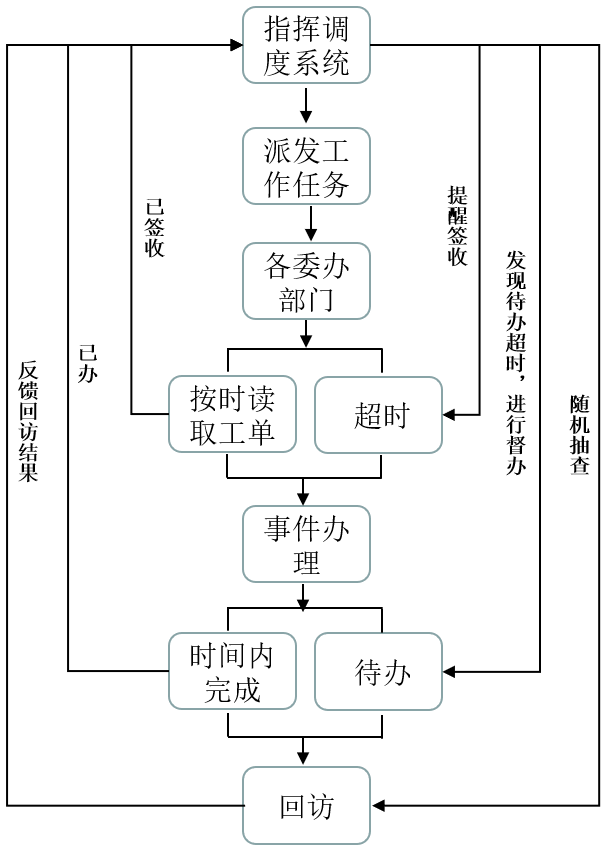 指挥调
度系统
派发工
作任务
各委办
部门
已签收
提醒签收
按时读
取工单
超时
已办
发现待办超时，进行督办
反馈回访结果
随机抽查
事件办
理
时间内
完成
待办
回访